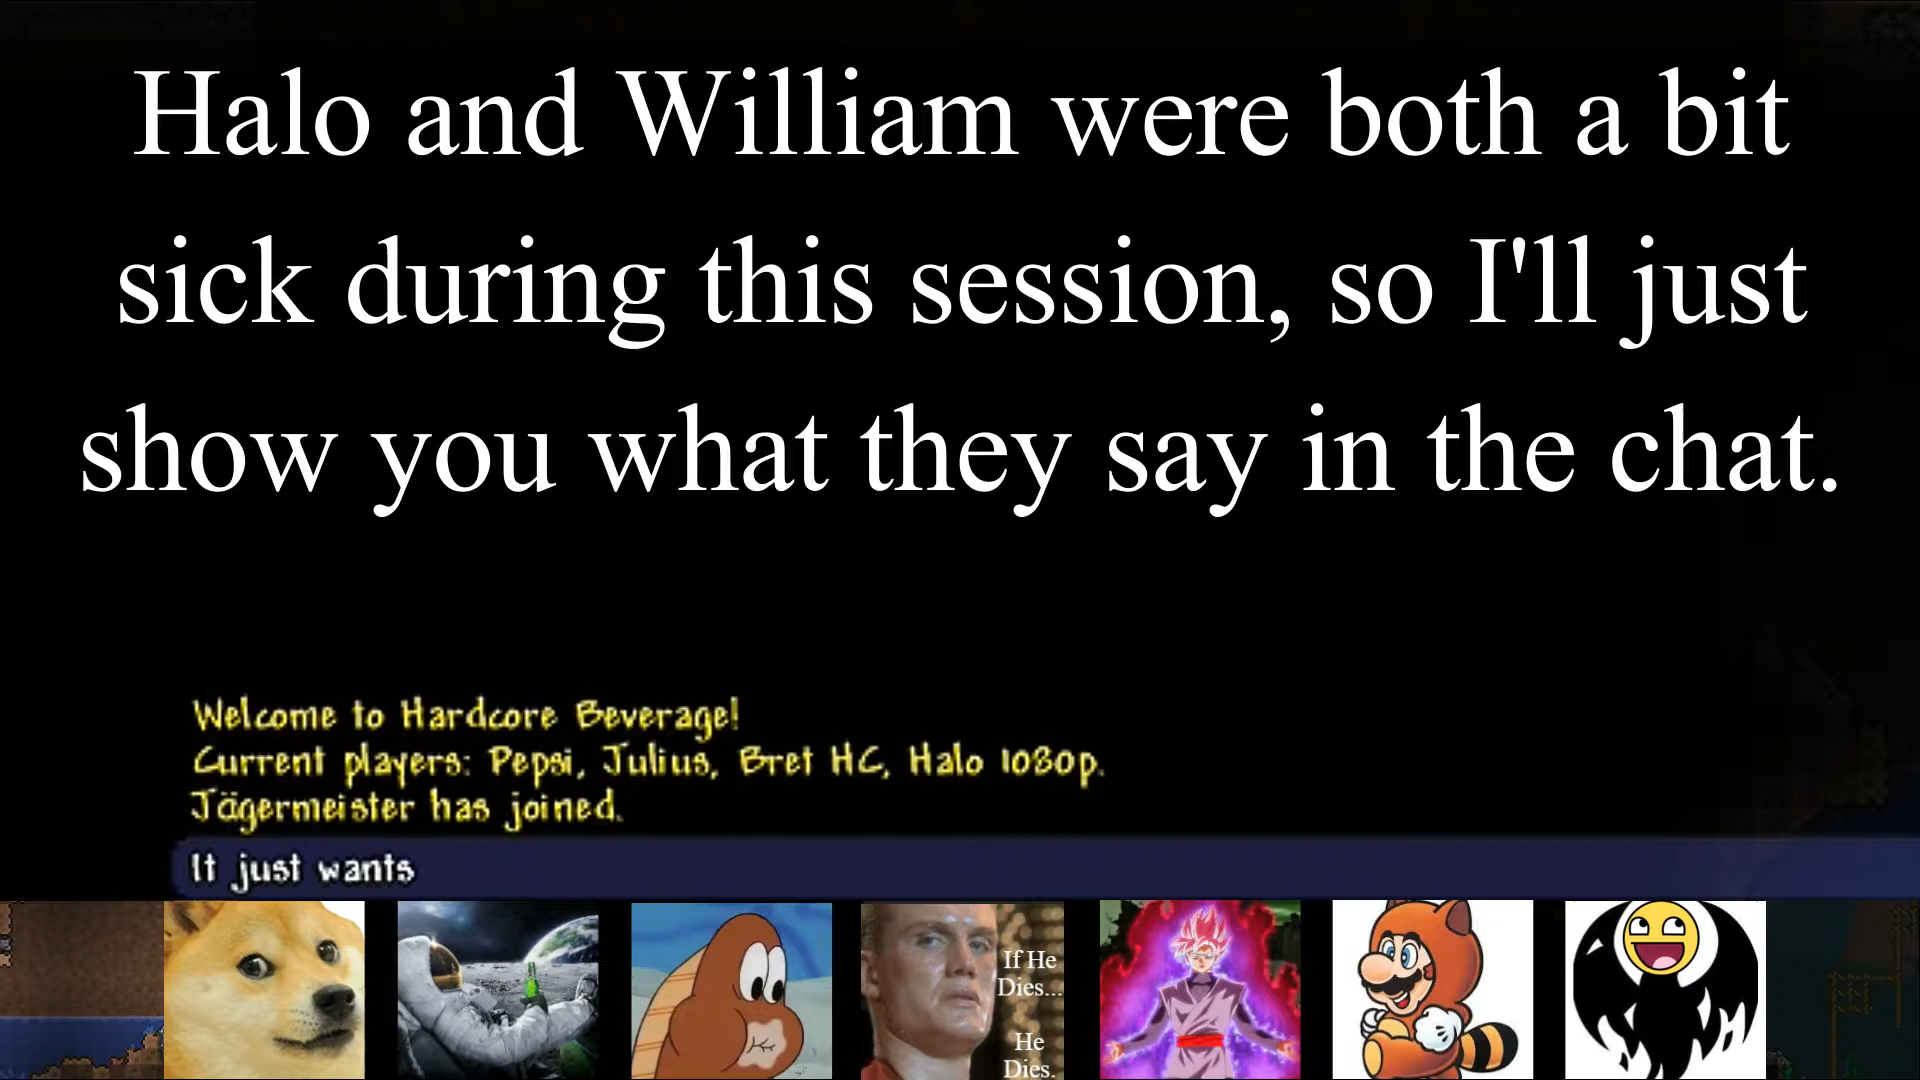 Halo and William were both a bit
sick during this session, so I'll just
show you what they say in the chat.
Welcome to Hardcore Beverage!
Current players: Pepsi, Julius, Bret HC, Halo 1080p.
Jägermeister has joined.
It just wants
If He
Dies...
He
Dies.